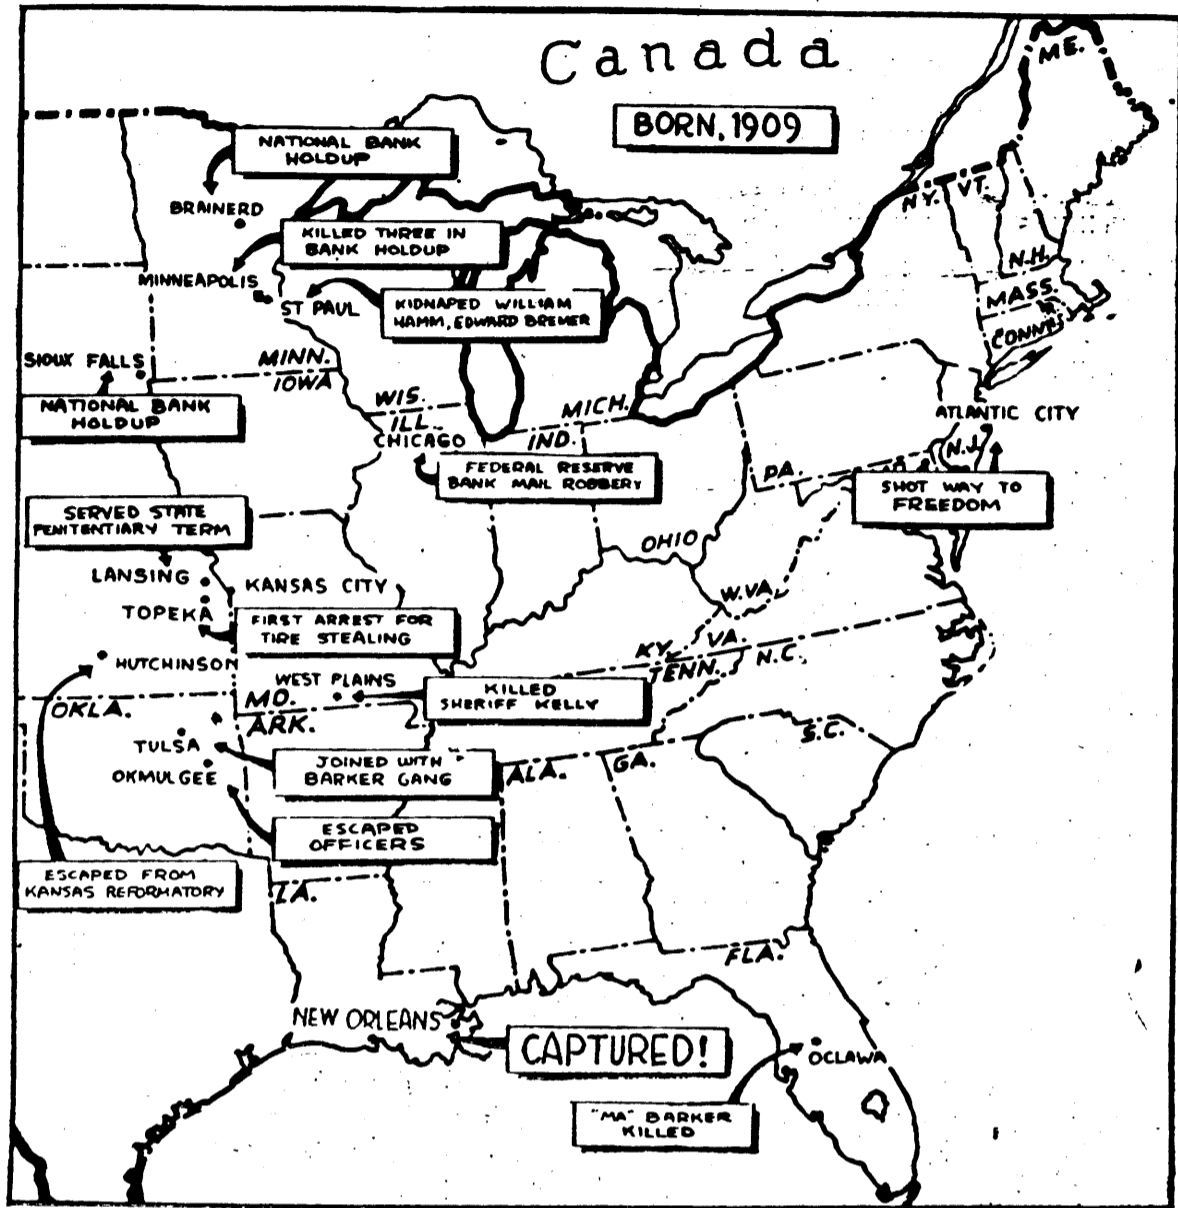 Canada
ME.
BORN, 1909
NATIONAL BANK
HOLDUP
BRAINERD
N.Y. VT.
KILLED THREE IN
BANK HOLDUP
N.H.
MINNEAPOLIS
ST PAUL
KIDNAPED WILLIAM
HAMM, EDWARD BREMER
MASS.
CONN.
SIOUX FALLS
MINN.
IOWA
NATIONAL BANK
HOLDUP
WIS.
ILL.
MICH.
IND.
CHICAGO
ATLANTIC CITY
N.J.
FEDERAL RESERVE
BANK MAIL ROBBERY
PA.
SHOT WAY TO
FREEDOM
SERVED STATE
PENITENTIARY TERM
OHIO
LANSING
KANSAS CITY
W.VA.
TOPEKA
FIRST ARREST FOR
TIRE STEALING
KY. VA.
TENN. N.C.
HUTCHINSON
WEST PLAINS
KILLED
SHERIFF KELLY
OKLA.
MO.
ARK.
S.C.
TULSA
JOINED WITH
BARKER GANG
ALA. GA.
OKMULGEE
ESCAPED
OFFICERS
ESCAPED FROM
KANSAS REFORMATORY
LA.
FLA.
NEW ORLEANS
CAPTURED!
OCLAWA
"MA" BARKER
KILLED